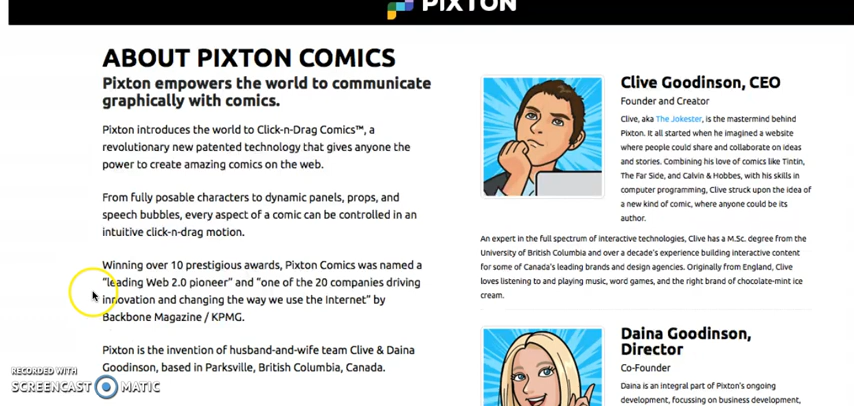 PIXTON
ABOUT PIXTON COMICS
Pixton empowers the world to communicate
graphically with comics.
Pixton introduces the world to Click-n-Drag Comics™, a
revolutionary new patented technology that gives anyone the
power to create amazing comics on the web.
From fully posable characters to dynamic panels, props, and
speech bubbles, every aspect of a comic can be controlled in an
intuitive click-n-drag motion.
Winning over 10 prestigious awards, Pixton Comics was named a
"leading Web 2.0 pioneer" and "one of the 20 companies driving
innovation and changing the way we use the Internet" by
Backbone Magazine / KPMG.
Pixton is the invention of husband-and-wife team Clive & Daina
Goodinson, based in Parksville, British Columbia, Canada.
Clive Goodinson, CEO
Founder and Creator
Clive, aka The Jokester, is the mastermind behind
Pixton. It all started when he imagined a website
where people could share and collaborate on ideas
and stories. Combining his love of comics like Tintin,
The Far Side, and Calvin & Hobbes, with his skills in
computer programming, Clive struck upon the idea of
a new kind of comic, where anyone could be its
author.
An expert in the full spectrum of interactive technologies, Clive has a M.Sc. degree from the
University of British Columbia and over a decade's experience building interactive content
for some of Canada's leading brands and design agencies. Originally from England, Clive
loves listening to and playing music, word games, and the right brand of chocolate-mint ice
cream.
Daina Goodinson,
Director
Co-Founder
Daina is an integral part of Pixton's ongoing
development, focussing on business development,
RECORDED WITH
SCREENCAST MATIC